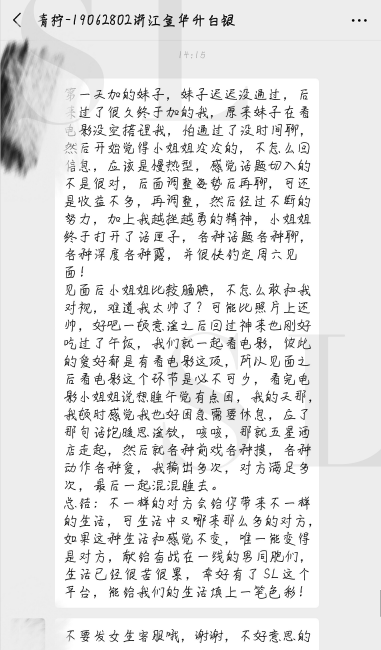 青狩-19062802浙江金华升白银
14:15
第一天加的妹子，妹子迟迟没通过，后
来过了很久终于加的我，原来妹子在看
电影没空搭理我，怕通过了没时间聊，
然后开始觉得小姐姐冷冷的，不怎么回
信息，应该是慢热型，感觉话题切入的
不是很对，后面调整姿势后再聊，可还
是收益不多，再调整，然后经过不断的
努力，加上我越挫越勇的精神，小姐姐
终于打开了话匣子，各种话题各种聊，
各种深度各种露，并很快约定周六见
面！
见面后小姐姐比较腼腆，不怎么敢和我
对视，难道我太帅了？可能比照片上还
帅，好吧一顿意淫之后回过神来也刚好
吃过了午饭，我们就一起看电影，彼此
的爱好都是有看电影这项，所以见面之
后看电影这个环节是必不可少，看完电
影小姐姐说想睡午觉有点困，我的天那，
我顿时感觉我也好困急需要休息，应了
那句话饱暖思淫欲，咳咳，那就五星酒
店走起，然后就各种前戏各种摸，各种
动作各种爱，我输出多次，对方满足多
次，最后一起混混睡去。
总结：不一样的对方会给你带来不一样
的生活，可生活中又哪来那么多的对方，
如果这种生活和感觉不变，唯一能变得
是对方，献给奋战在一线的男同胞们，
生活已经很苦很累，幸好有了SL这个
平台，能给我们的生活填上一笔色彩！
不要发女生客服哦，谢谢，不好意思的